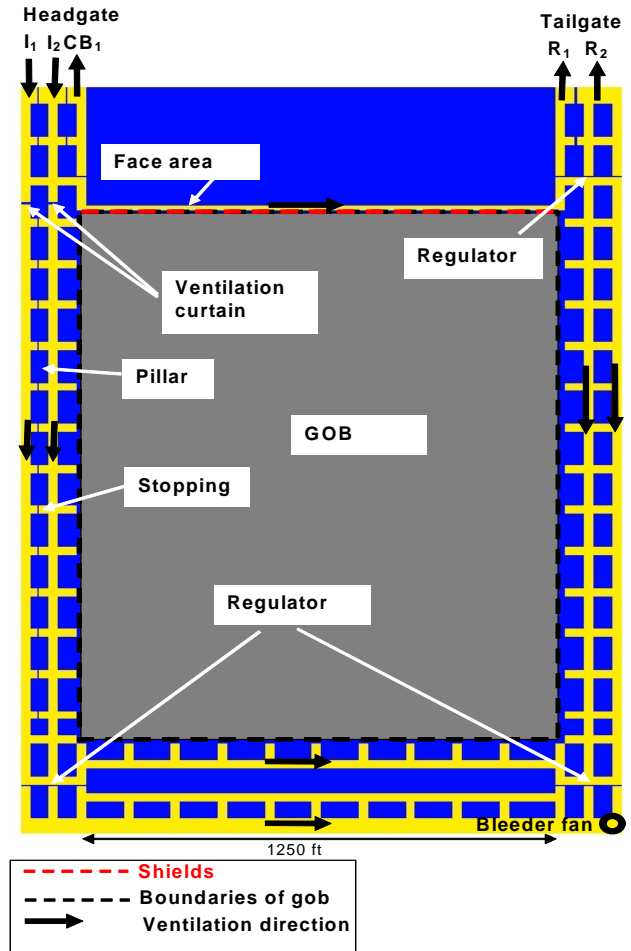 Headgate
Tailgate
I₁ I₂ CB₁
R₁ R₂
Face area
Regulator
Ventilation
curtain
Pillar
GOB
Stopping
Regulator
Bleeder fan
1250 ft
Shields
Boundaries of gob
Ventilation direction